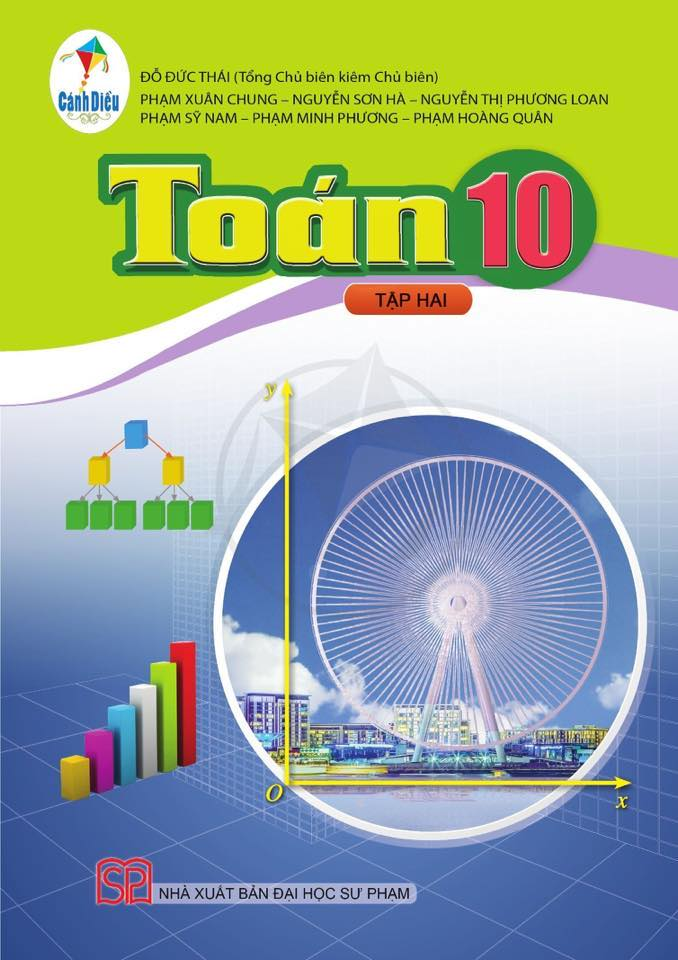 Cánh Diều
ĐỖ ĐỨC THÁI (Tổng Chủ biên kiêm Chủ biên)
PHẠM XUÂN CHUNG – NGUYỄN SƠN HÀ – NGUYỄN THỊ PHƯƠNG LOAN
PHẠM SỸ NAM – PHẠM MINH PHƯƠNG – PHẠM HOÀNG QUÂN
Toán 10
TẬP HAI
y
O
x
SP
NHÀ XUẤT BẢN ĐẠI HỌC SƯ PHẠM